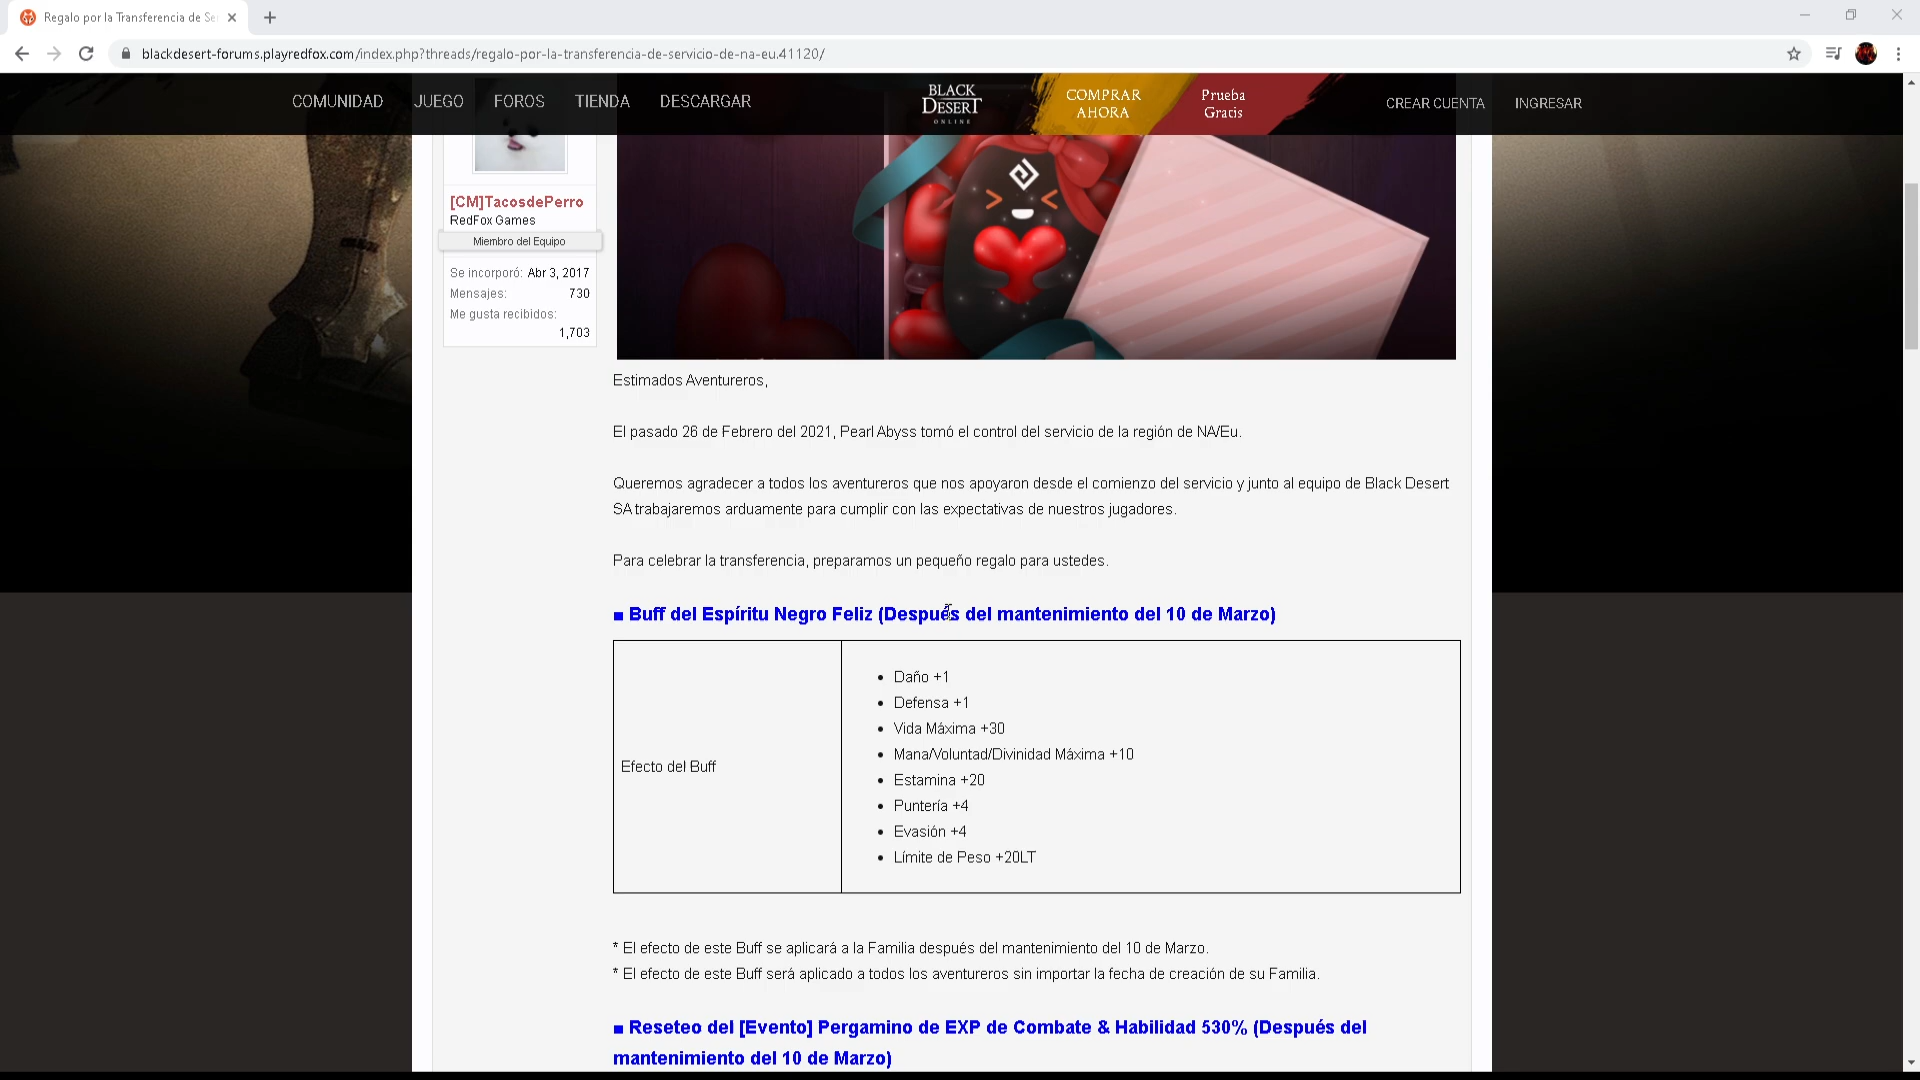 Regalo por la Transferencia de Se
blackdesert-forums.playredfox.com/index.php?threads/regalo-por-la-transferencia-de-servicio-de-na-eu.41120/
COMUNIDAD JUEGO FOROS TIENDA DESCARGAR
BLACK DESERT ONLINE
COMPRAR AHORA
Prueba Gratis
CREAR CUENTA INGRESAR
[CM]TacosdePerro
RedFox Games
Miembro del Equipo
Se incorporó: Abr 3, 2017
Mensajes: 730
Me gusta recibidos:
1,703
Estimados Aventureros,
El pasado 26 de Febrero del 2021, Pearl Abyss tomó el control del servicio de la región de NA/Eu.
Queremos agradecer a todos los aventureros que nos apoyaron desde el comienzo del servicio y junto al equipo de Black Desert
SA trabajaremos arduamente para cumplir con las expectativas de nuestros jugadores.
Para celebrar la transferencia, preparamos un pequeño regalo para ustedes.
■ Buff del Espíritu Negro Feliz (Después del mantenimiento del 10 de Marzo)
Efecto del Buff
• Daño +1
• Defensa +1
• Vida Máxima +30
• Mana/Voluntad/Divinidad Máxima +10
• Estamina +20
• Puntería +4
• Evasión +4
• Límite de Peso +20LT
* El efecto de este Buff se aplicará a la Familia después del mantenimiento del 10 de Marzo.
* El efecto de este Buff será aplicado a todos los aventureros sin importar la fecha de creación de su Familia.
■ Reseteo del [Evento] Pergamino de EXP de Combate & Habilidad 530% (Después del
mantenimiento del 10 de Marzo)